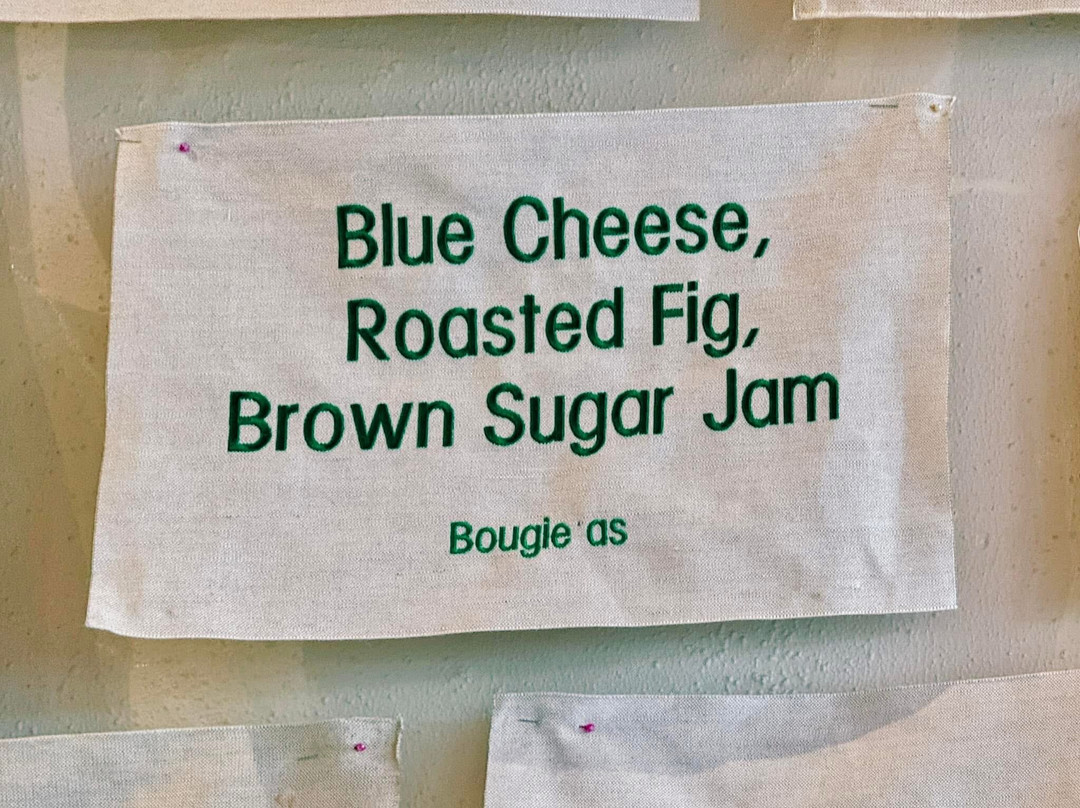 Blue Cheese,
Roasted Fig,
Brown Sugar Jam
Bougie as